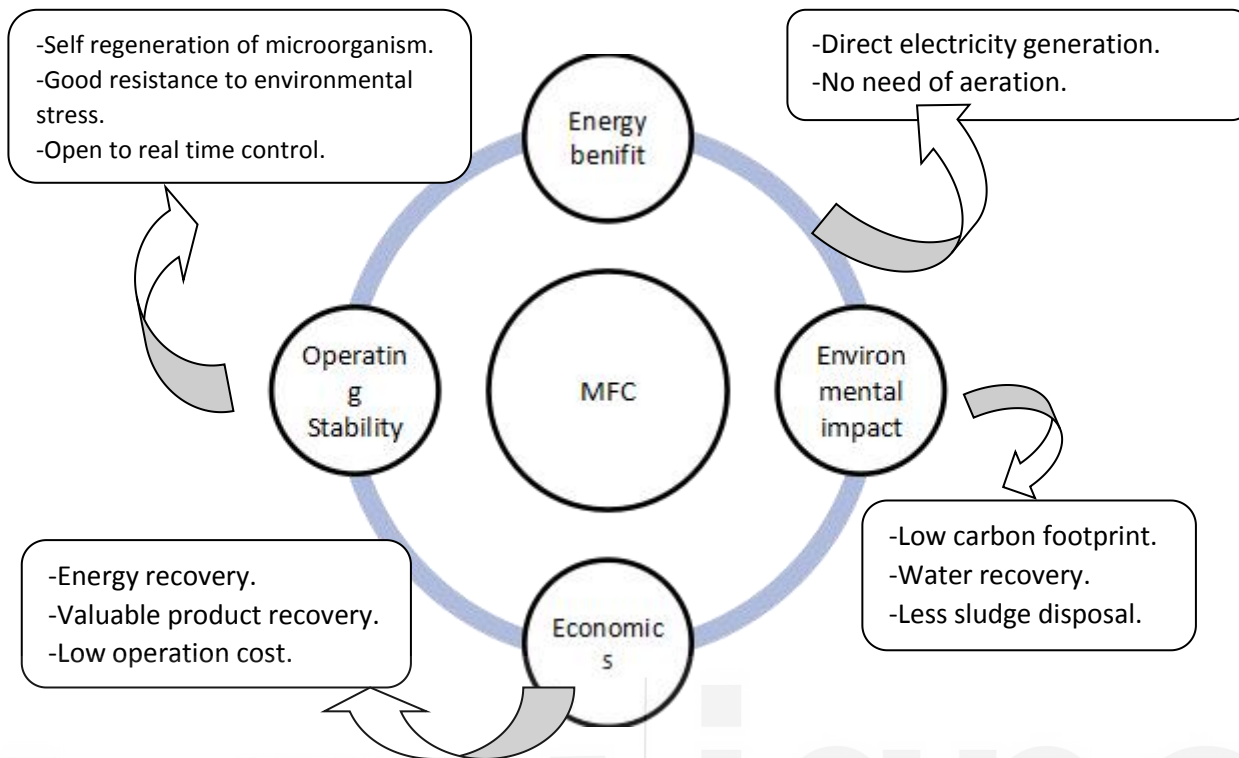 -Self regeneration of microorganism.
-Good resistance to environmental
stress.
-Open to real time control.
-Direct electricity generation.
-No need of aeration.
Energy
benifit
Operatin
g
Stability
MFC
Environ
mental
impact
-Low carbon footprint.
-Water recovery.
-Less sludge disposal.
-Energy recovery.
-Valuable product recovery.
-Low operation cost.
Economic
s